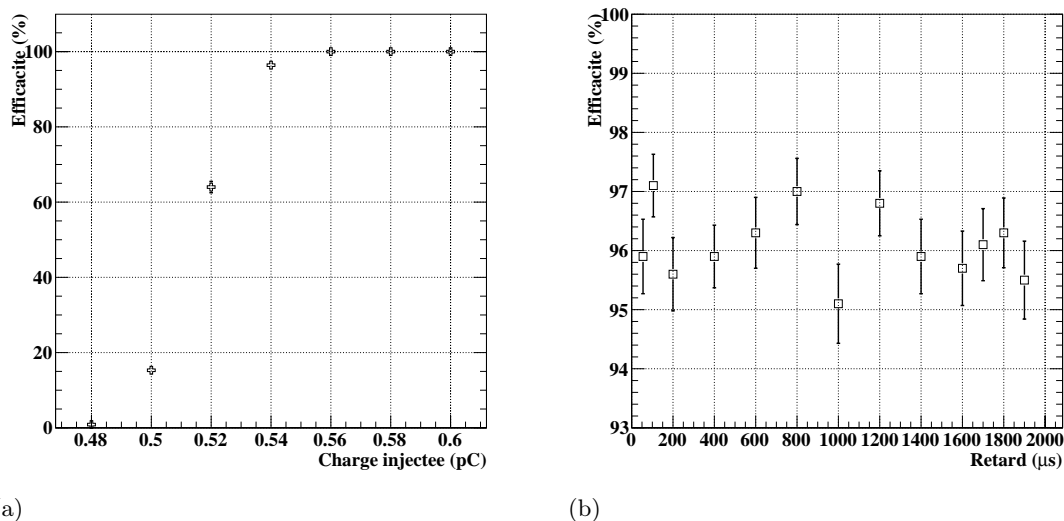 Efficacite (%)
100
80
60
40
20
0
0.48 0.5 0.52 0.54 0.56 0.58 0.6
Charge injectee (pC)
Efficacite (%)
100
99
98
97
96
95
94
93
0 200 400 600 800 1000 1200 1400 1600 1800 2000
Retard (μs)
a)
(b)